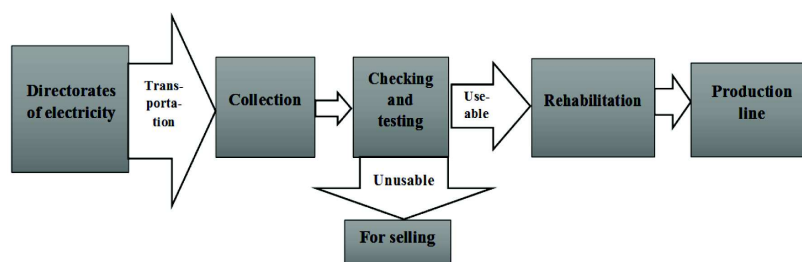 Directorates
of electricity
Trans-
porta-
tion
Collection
Checking
and
testing
Use-
able
Rehabilitation
Production
line
Unusable
For selling